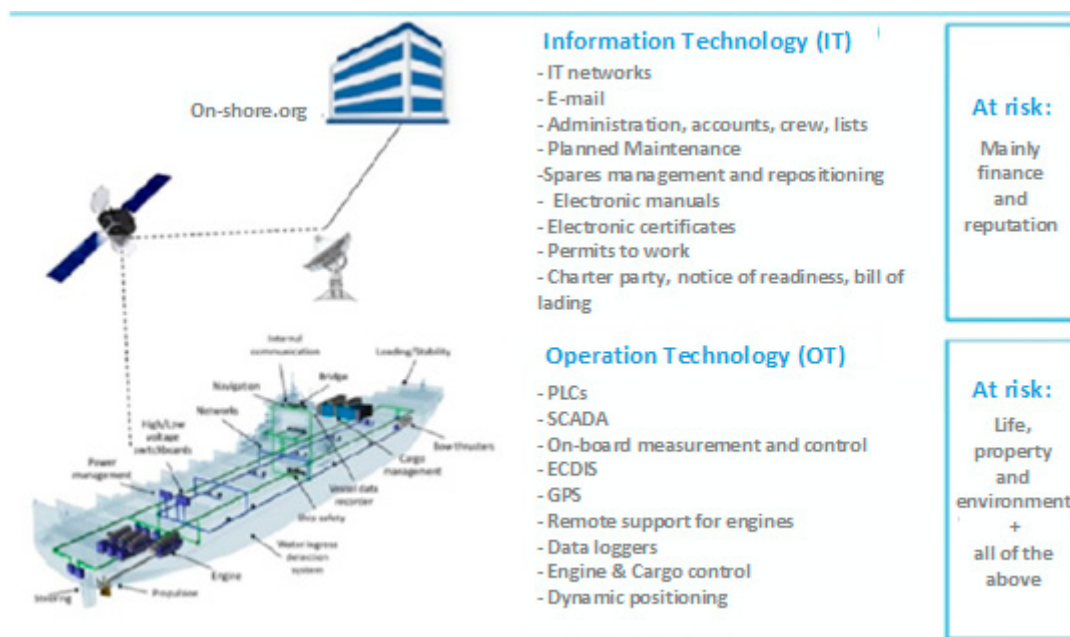 On-shore.org
Information Technology (IT)
- IT networks
- E-mail
- Administration, accounts, crew, lists
- Planned Maintenance
-Spares management and repositioning
- Electronic manuals
- Electronic certificates
- Permits to work
- Charter party, notice of readiness, bill of
lading
At risk:
Mainly
finance
and
reputation
Internal
communication
Loading/Stability
Bridge
Navigation
Networks
High/Low
voltage
switchboards
Power
management
Bow thrusters
Cargo
management
Vessel data
recorder
Ship safety
Water ingress
detection
system
Engine
Propulsion
Steering
Operation Technology (OT)
- PLCs
- SCADA
- On-board measurement and control
- ECDIS
- GPS
- Remote support for engines
- Data loggers
- Engine & Cargo control
- Dynamic positioning
At risk:
Life,
property
and
environment
+
all of the
above